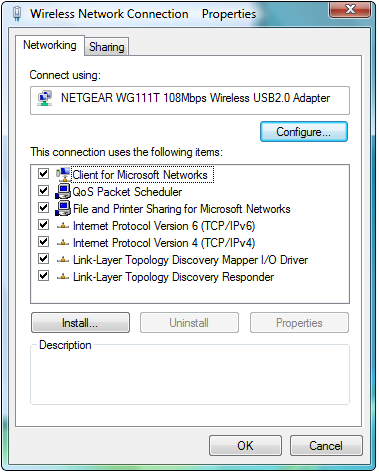 Wireless Network Connection Properties
Networking
Sharing
Connect using:
NETGEAR WG111T 108Mbps Wireless USB2.0 Adapter
Configure...
This connection uses the following items:
Client for Microsoft Networks
QoS Packet Scheduler
File and Printer Sharing for Microsoft Networks
Internet Protocol Version 6 (TCP/IPv6)
Internet Protocol Version 4 (TCP/IPv4)
Link-Layer Topology Discovery Mapper I/O Driver
Link-Layer Topology Discovery Responder
Install...
Uninstall
Properties
Description
OK
Cancel